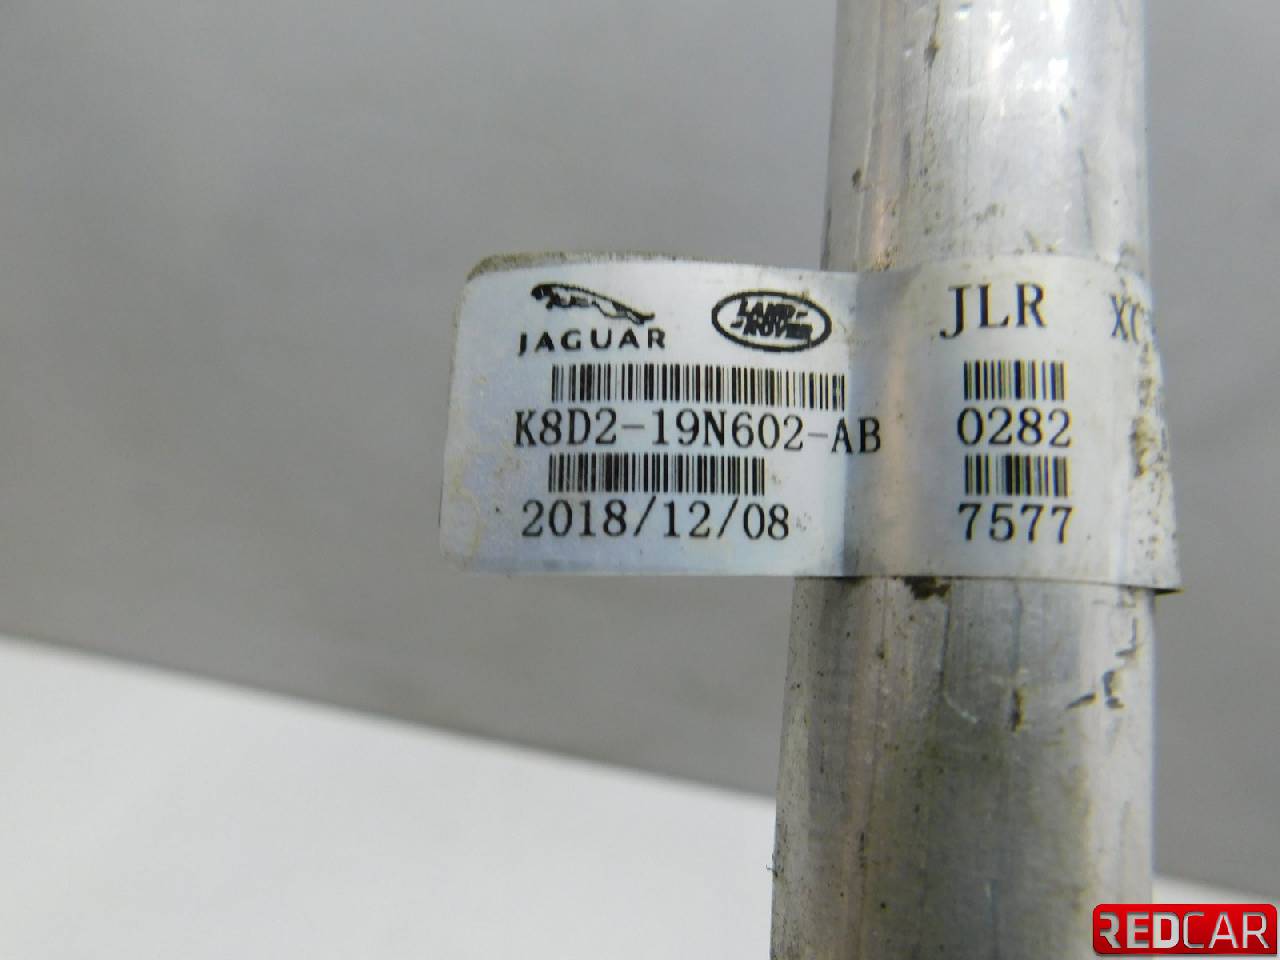 JAGUAR
LAND-
-ROVER
K8D2-19N602-AB
2018/12/08
JLR
0282
7577
REDCAR